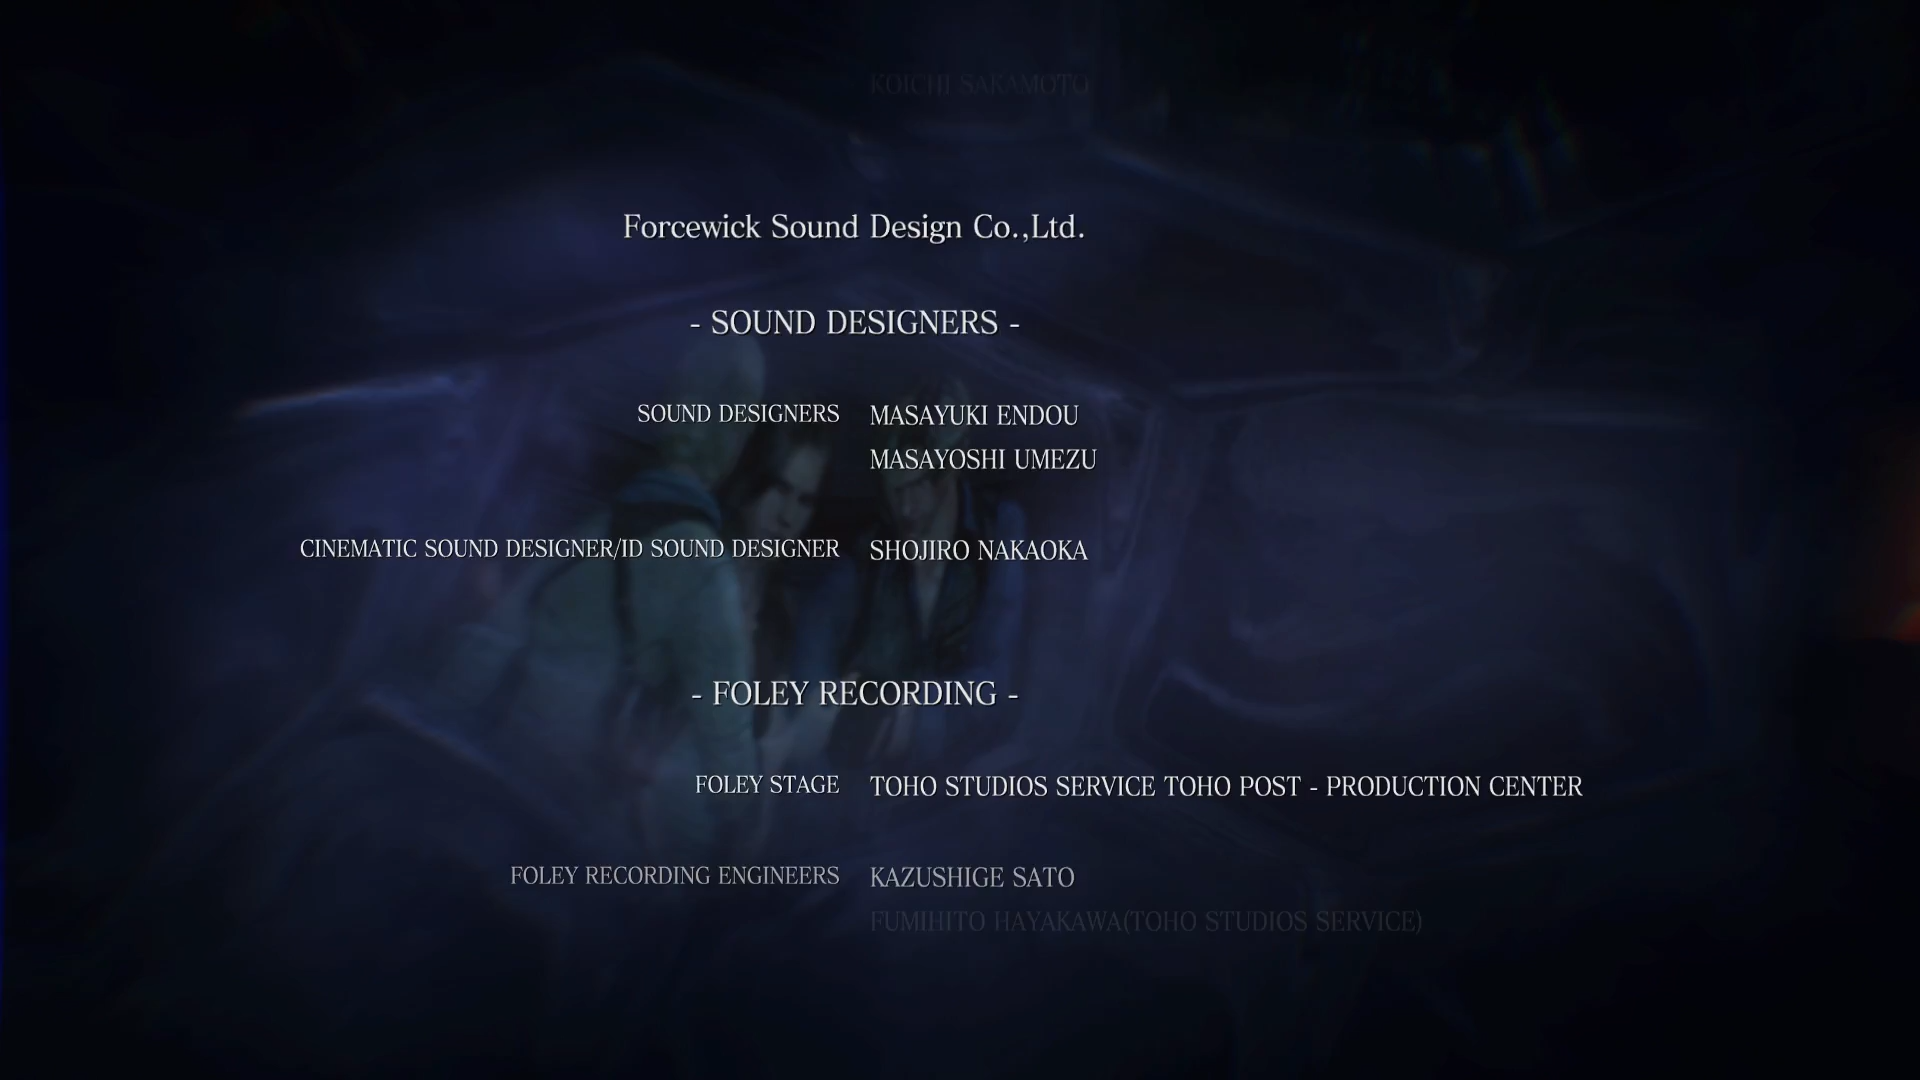 KOICHI SAKAMOTO
Forcewick Sound Design Co.,Ltd.
- SOUND DESIGNERS -
SOUND DESIGNERS MASAYUKI ENDOU
MASAYOSHI UMEZU
CINEMATIC SOUND DESIGNER/ID SOUND DESIGNER SHOJIRO NAKAOKA
- FOLEY RECORDING -
FOLEY STAGE TOHO STUDIOS SERVICE TOHO POST - PRODUCTION CENTER
FOLEY RECORDING ENGINEERS KAZUSHIGE SATO
FUMIHITO HAYAKAWA(TOHO STUDIOS SERVICE)